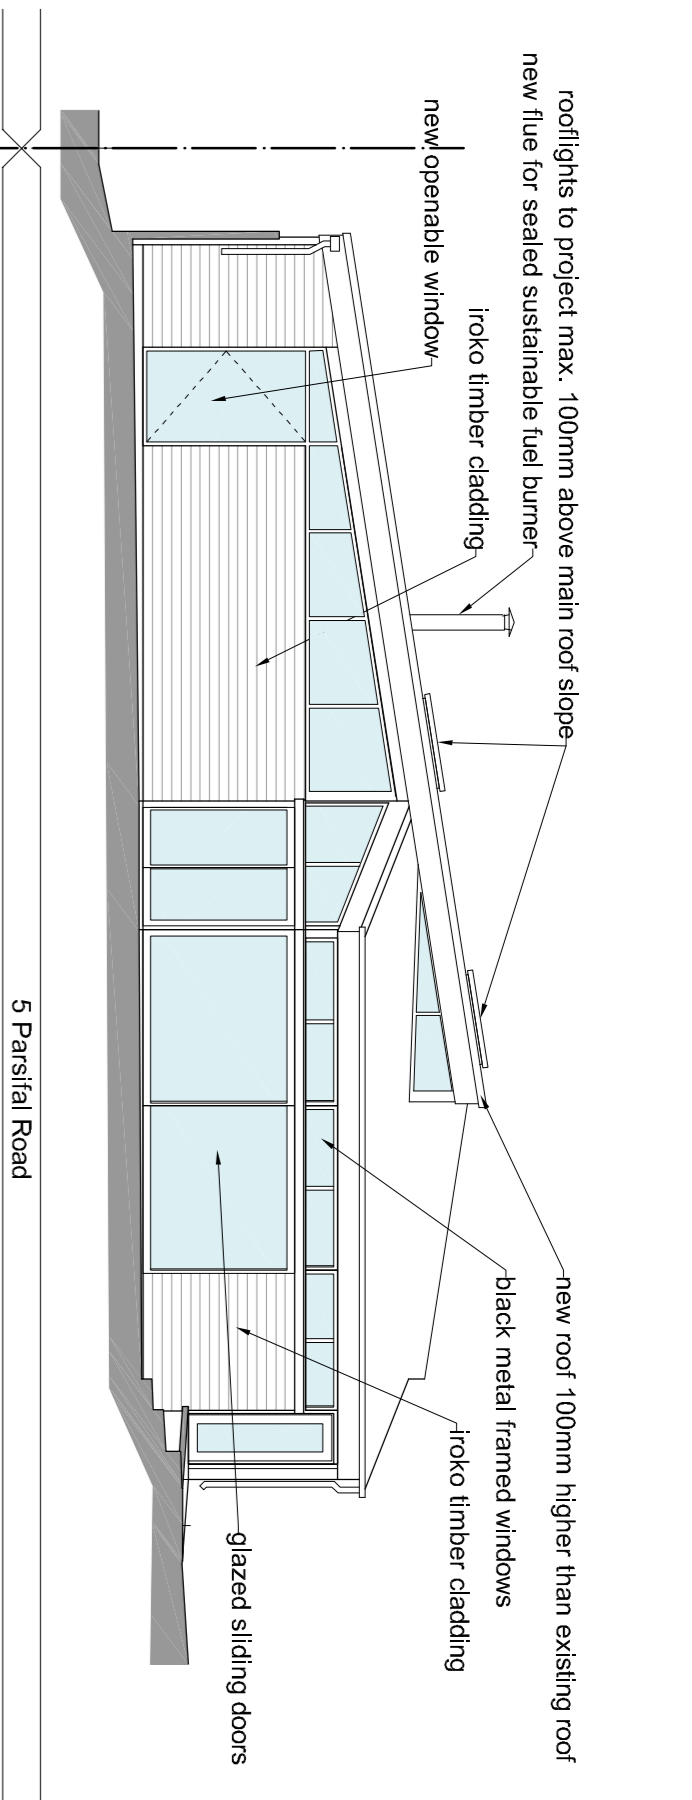 rooflights to project max. 100mm above main roof slope
new flue for sealed sustainable fuel burner
iroko timber cladding
new openable window
new roof 100mm higher than existing roof
black metal framed windows
iroko timber cladding
glazed sliding doors
5 Parsifal Road